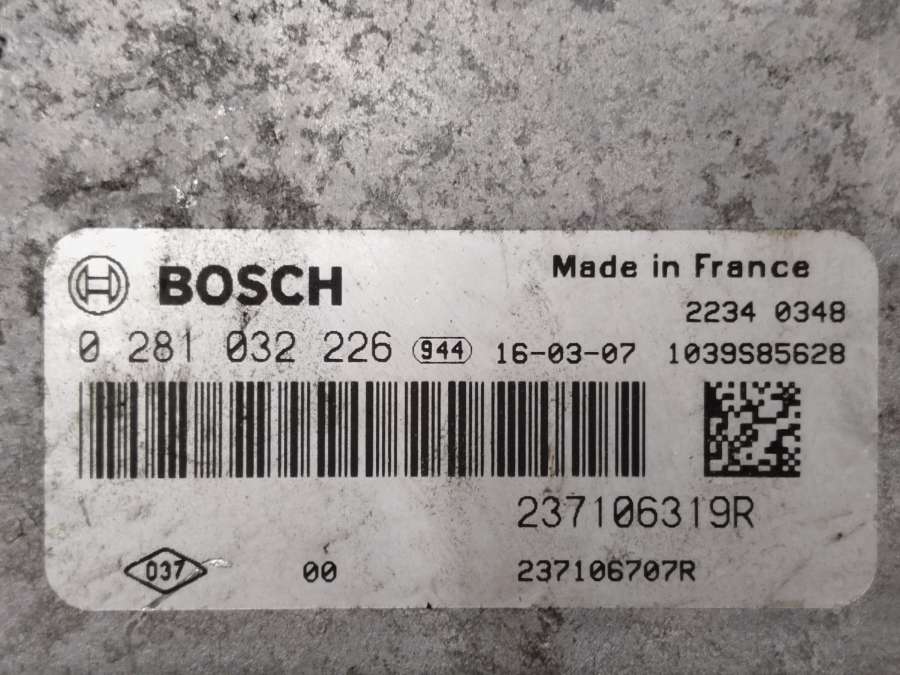 BOSCH
Made in France
2234 0348
0 281 032 226 944 16-03-07 1039S85628
237106319R
037 00 237106707R